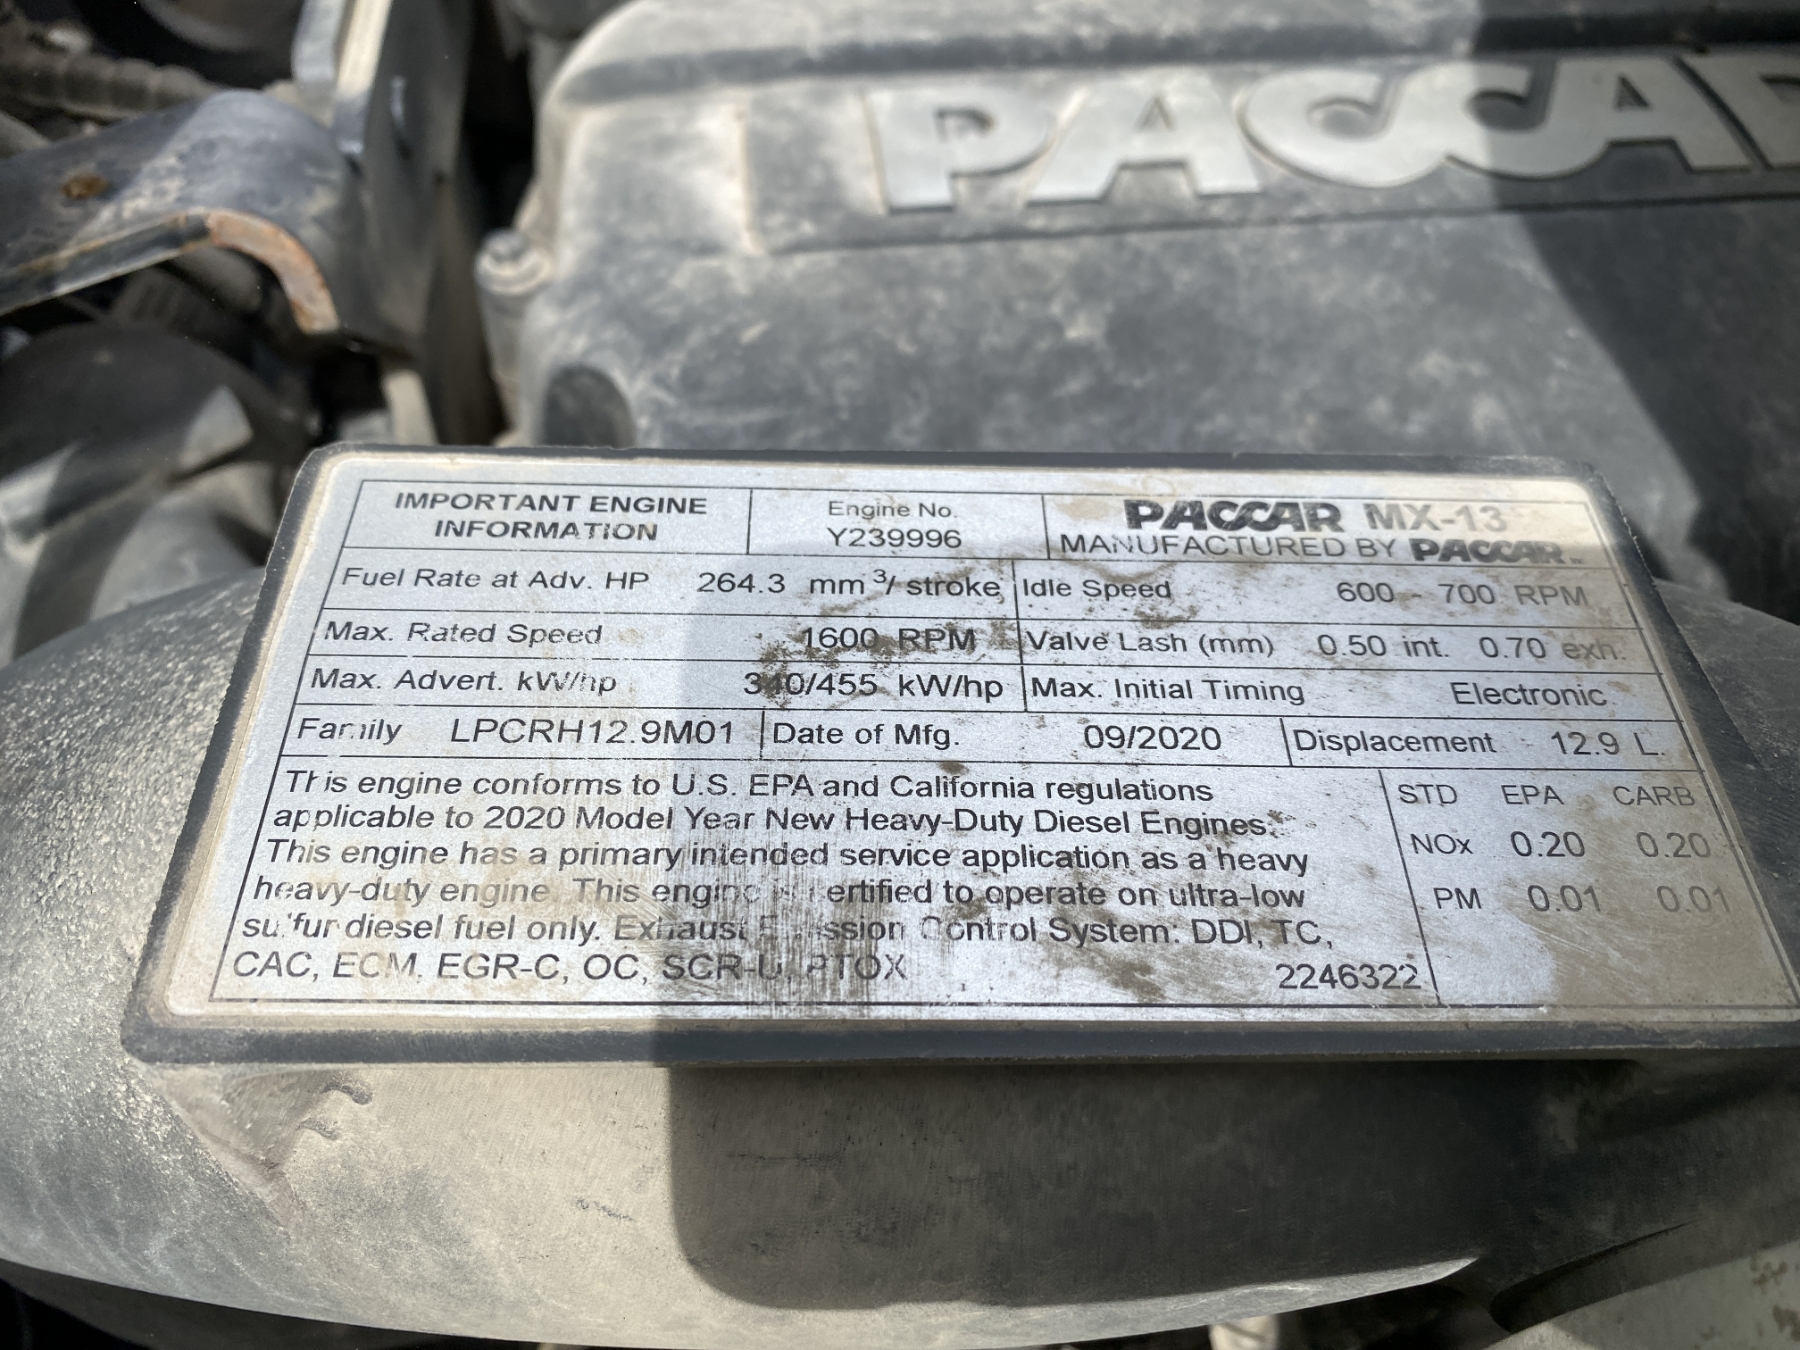 PACCAR
IMPORTANT ENGINE INFORMATION
Engine No.
Y239996
PACCAR MX-13
MANUFACTURED BY PACCAR
Fuel Rate at Adv. HP 264.3 mm³/ stroke
Idle Speed 600 - 700 RPM
Max. Rated Speed 1600 RPM
Valve Lash (mm) 0.50 int. 0.70 exh.
Max. Advert. kW/hp 340/455 kW/hp
Max. Initial Timing Electronic
Family LPCRH12.9M01
Date of Mfg. 09/2020
Displacement 12.9 L.
This engine conforms to U.S. EPA and California regulations
applicable to 2020 Model Year New Heavy-Duty Diesel Engines.
This engine has a primary intended service application as a heavy
heavy-duty engine. This engine is certified to operate on ultra-low
sulfur diesel fuel only. Exhaust Emission Control System: DDI, TC,
CAC, ECM, EGR-C, OC, SCR-U, PTOX
2246322
STD EPA CARB
NOx 0.20 0.20
PM 0.01 0.01